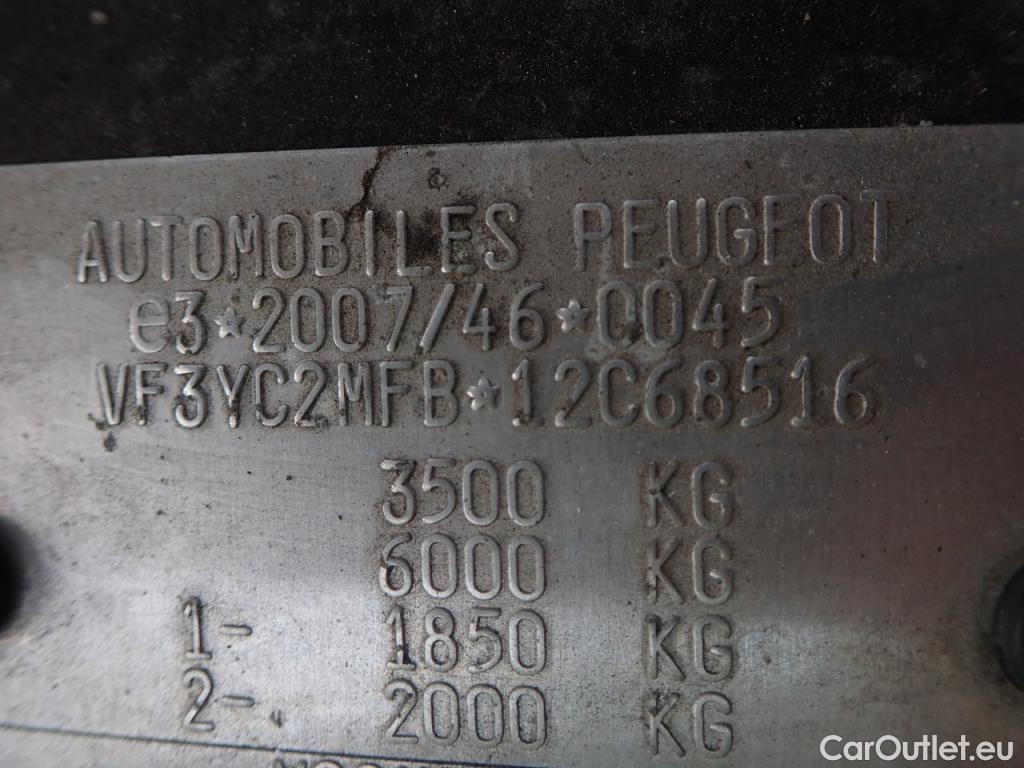 AUTOMOBILES PEUGEOT
e3*2007/46*0045
VF3YC2MFB*12C68516
3500 KG
6000 KG
1- 1850 KG
2- 2000 KG
CarOutlet.eu